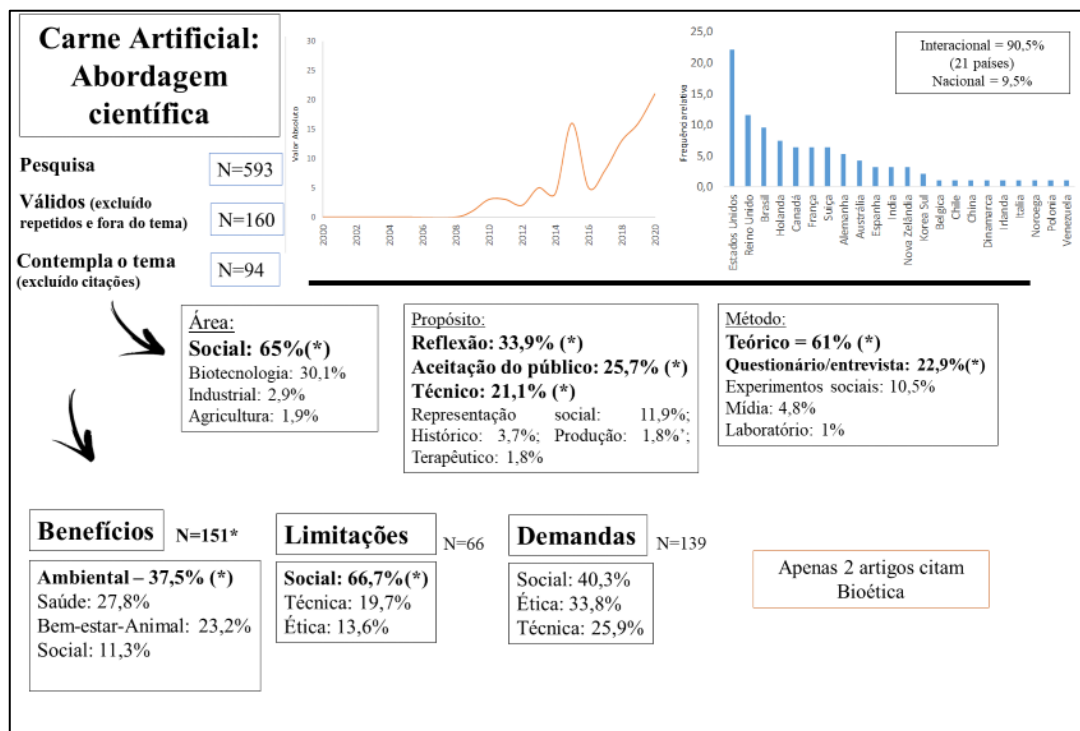 Carne Artificial:
Abordagem
científica
Pesquisa
N=593
Válidos (excluído
repetidos e fora do tema)
N=160
Contempla o tema
(excluído citações)
N=94
Valor Absoluto
30
25
20
15
10
5
0
2000
2002
2004
2006
2008
2010
2012
2014
2016
2018
2020
Frequência relativa
25,0
20,0
15,0
10,0
5,0
0,0
Estados Unidos
Reino Unido
Brasil
Holanda
Canadá
França
Suiça
Alemanha
Austrália
Espanha
India
Nova Zelândia
Korea Sul
Belgica
Chile
China
Dinamarca
Irlanda
Italia
Noroega
Polonia
Venezuela
Interacional = 90,5%
(21 países)
Nacional = 9,5%
Área:
Social: 65%(*)
Biotecnologia: 30,1%
Industrial: 2,9%
Agricultura: 1,9%
Propósito:
Reflexão: 33,9% (*)
Aceitação do público: 25,7% (*)
Técnico: 21,1% (*)
Representação social: 11,9%;
Histórico: 3,7%; Produção: 1,8%’;
Terapêutico: 1,8%
Método:
Teórico = 61% (*)
Questionário/entrevista: 22,9%(*)
Experimentos sociais: 10,5%
Mídia: 4,8%
Laboratório: 1%
Benefícios
N=151*
Ambiental – 37,5% (*)
Saúde: 27,8%
Bem-estar-Animal: 23,2%
Social: 11,3%
Limitações
N=66
Social: 66,7%(*)
Técnica: 19,7%
Ética: 13,6%
Demandas
N=139
Social: 40,3%
Ética: 33,8%
Técnica: 25,9%
Apenas 2 artigos citam
Bioética